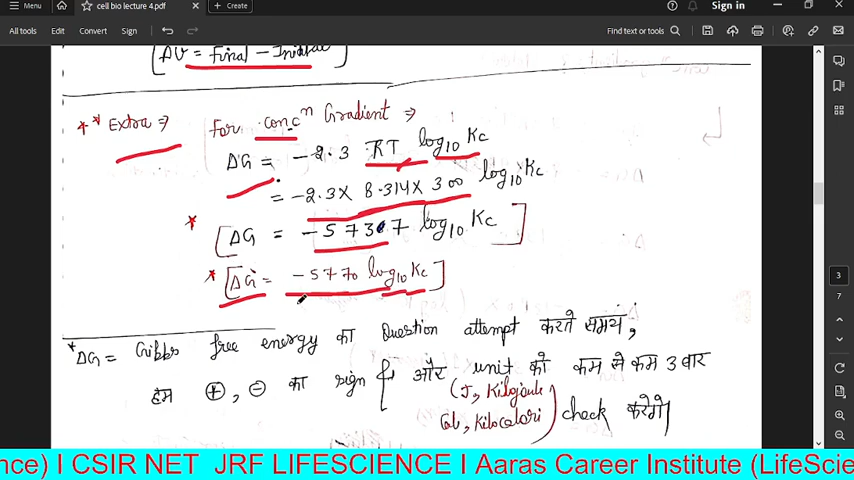 Menu
cell bio lecture 4.pdf
+ Create
Sign in
All tools Edit Convert Sign
Find text or tools
[ΔV = Final - Initial]
** Extra ⇒ For concⁿ Gradient ⇒
ΔG = -2.3 RT log10 Kc
= -2.3 × 8.314 × 300 log10 Kc
* [ΔG = - 57307 log10 Kc]
* [ΔG = - 5770 log10 Kc]
*ΔG = Gibbs free energy का Question attempt करते समय,
हम ⊕, ⊖ का sign और unit को कम से कम 3 बार
(J, Kilojoule
Cal, Kilocalori) check करेंगे।
3
7
nce) I CSIR NET JRF LIFESCIENCE I Aaras Career Institute (LifeScie